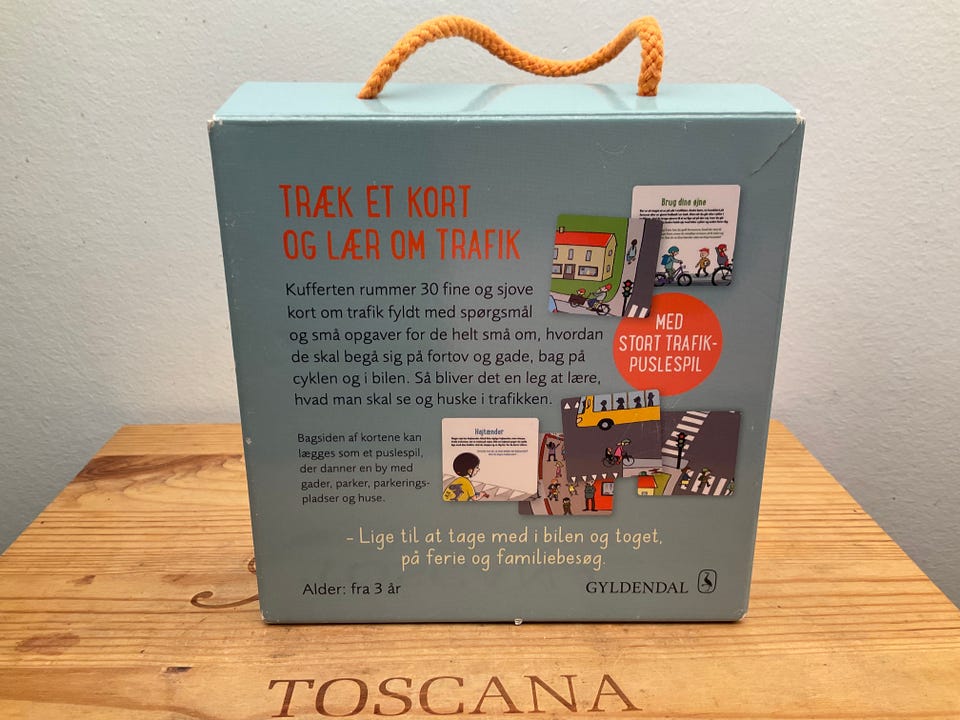 TRÆK ET KORT
OG LÆR OM TRAFIK
Kufferten rummer 30 fine og sjove
kort om trafik fyldt med spørgsmål
og små opgaver for de helt små om, hvordan
de skal begå sig på fortov og gade, bag på
cyklen og i bilen. Så bliver det en leg at lære,
hvad man skal se og huske i trafikken.
Brug dine øjne
MED
STORT TRAFIK-
PUSLESPIL
Bagsiden af kortene kan
lægges som et puslespil,
der danner en by med
gader, parker, parkerings-
pladser og huse.
Hajtænder
– Lige til at tage med i bilen og toget,
på ferie og familiebesøg.
Alder: fra 3 år
GYLDENDAL
TOSCANA